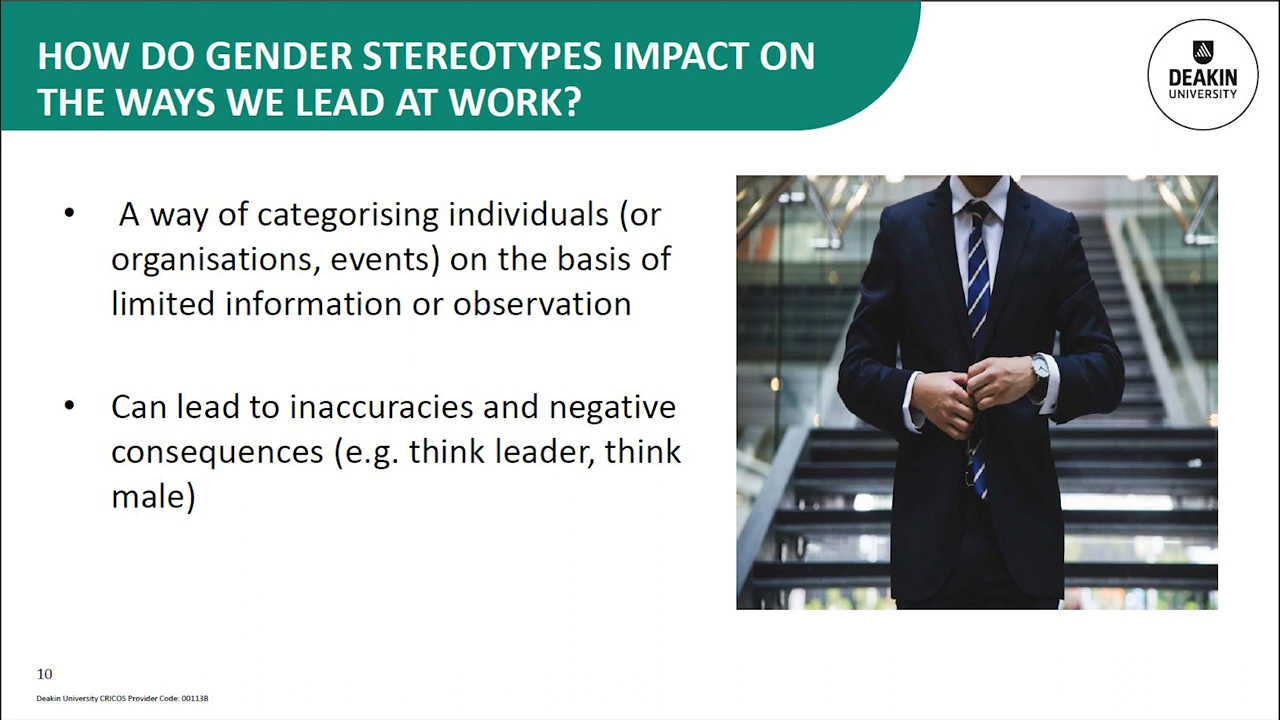 HOW DO GENDER STEREOTYPES IMPACT ON
THE WAYS WE LEAD AT WORK?
DEAKIN
UNIVERSITY
• A way of categorising individuals (or
organisations, events) on the basis of
limited information or observation
• Can lead to inaccuracies and negative
consequences (e.g. think leader, think
male)
10
Deakin University CRICOS Provider Code: 00113B